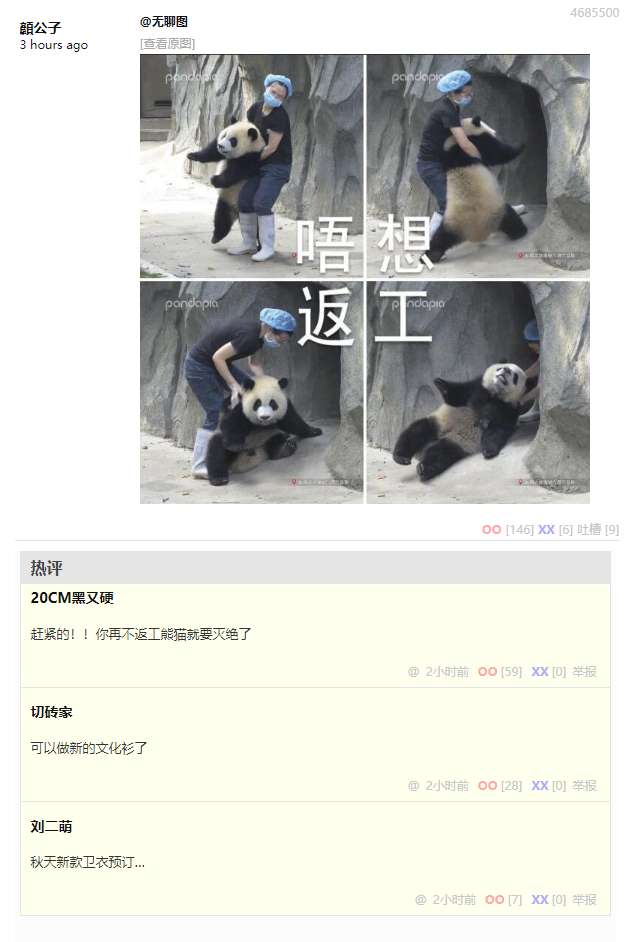 4685500
顔公子
3 hours ago
@无聊图
[查看原图]
pandapia
pandapia
唔 想
返 工
pandapia
pandapia
OO [146] XX [6] 吐槽 [9]
热评
20CM黑又硬
赶紧的！！你再不返工熊猫就要灭绝了
@ 2小时前 OO [59] XX [0] 举报
切砖家
可以做新的文化衫了
@ 2小时前 OO [28] XX [0] 举报
刘二萌
秋天新款卫衣预订...
@ 2小时前 OO [7] XX [0] 举报